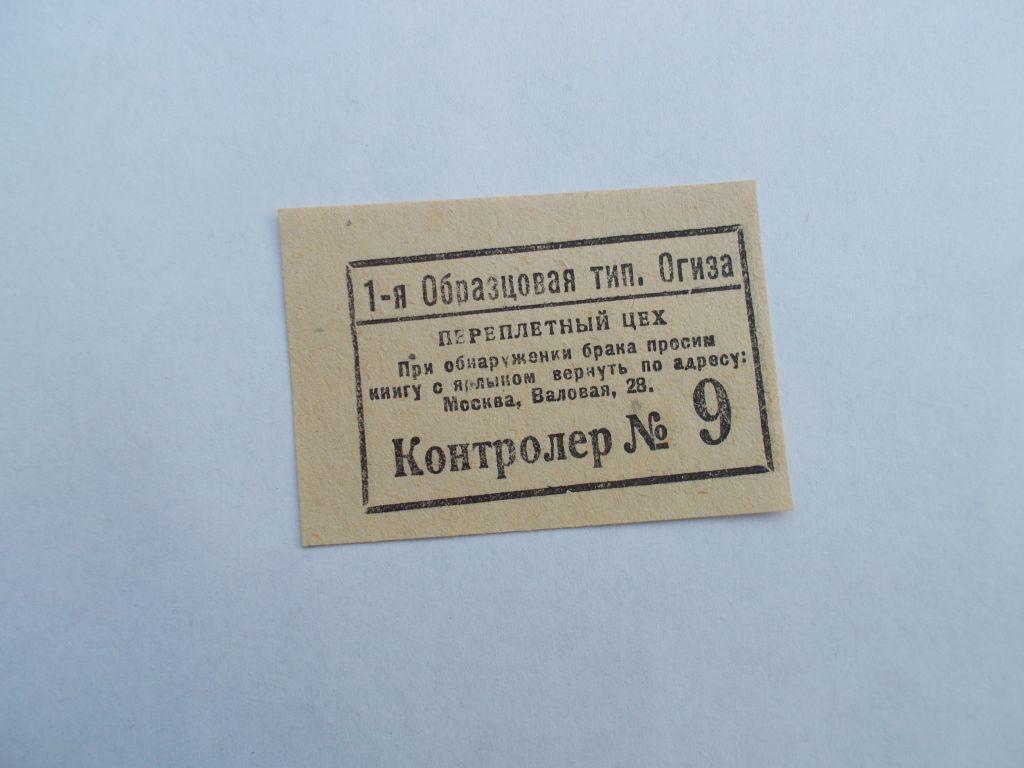 1-я Образцовая тип. Огиза
ПЕРЕПЛЕТНЫЙ ЦЕХ
При обнаружении брака просим
книгу с ярлыком вернуть по адресу:
Москва, Валовая, 28.
Контролер № 9